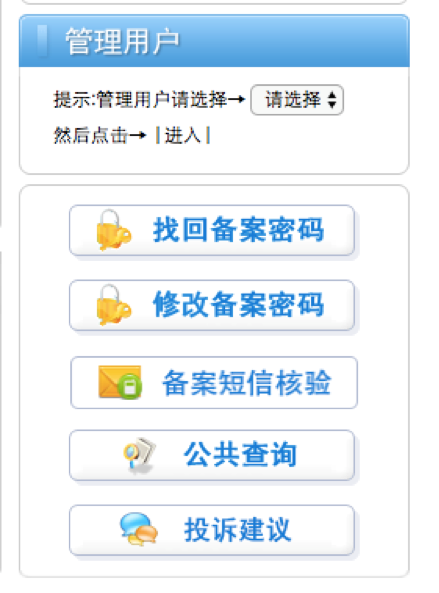 管理用户
提示:管理用户请选择→ 请选择
然后点击→ |进入|
找回备案密码
修改备案密码
备案短信核验
公共查询
投诉建议